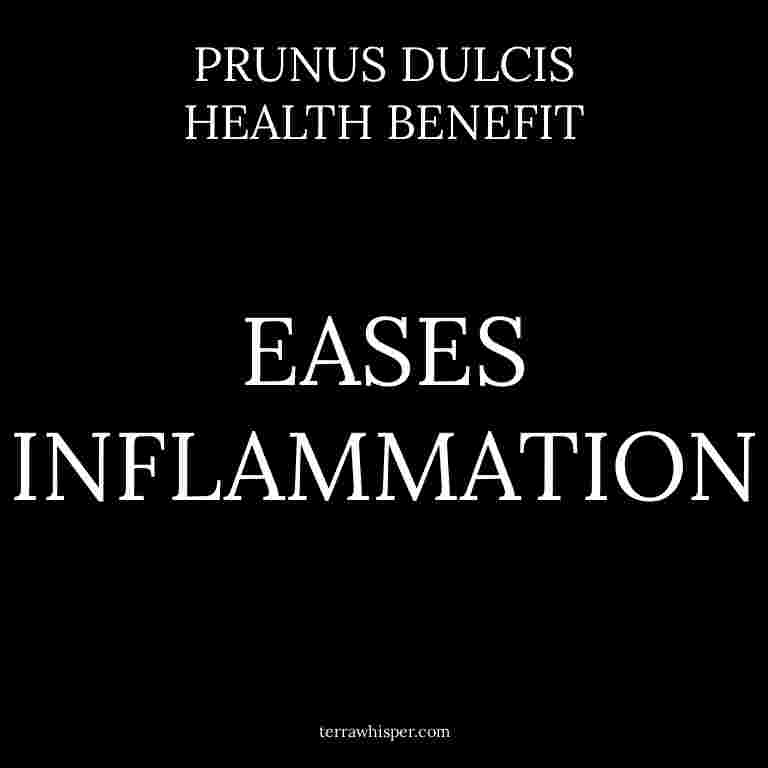 PRUNUS DULCIS
HEALTH BENEFIT
EASES
INFLAMMATION
terrawhisper.com